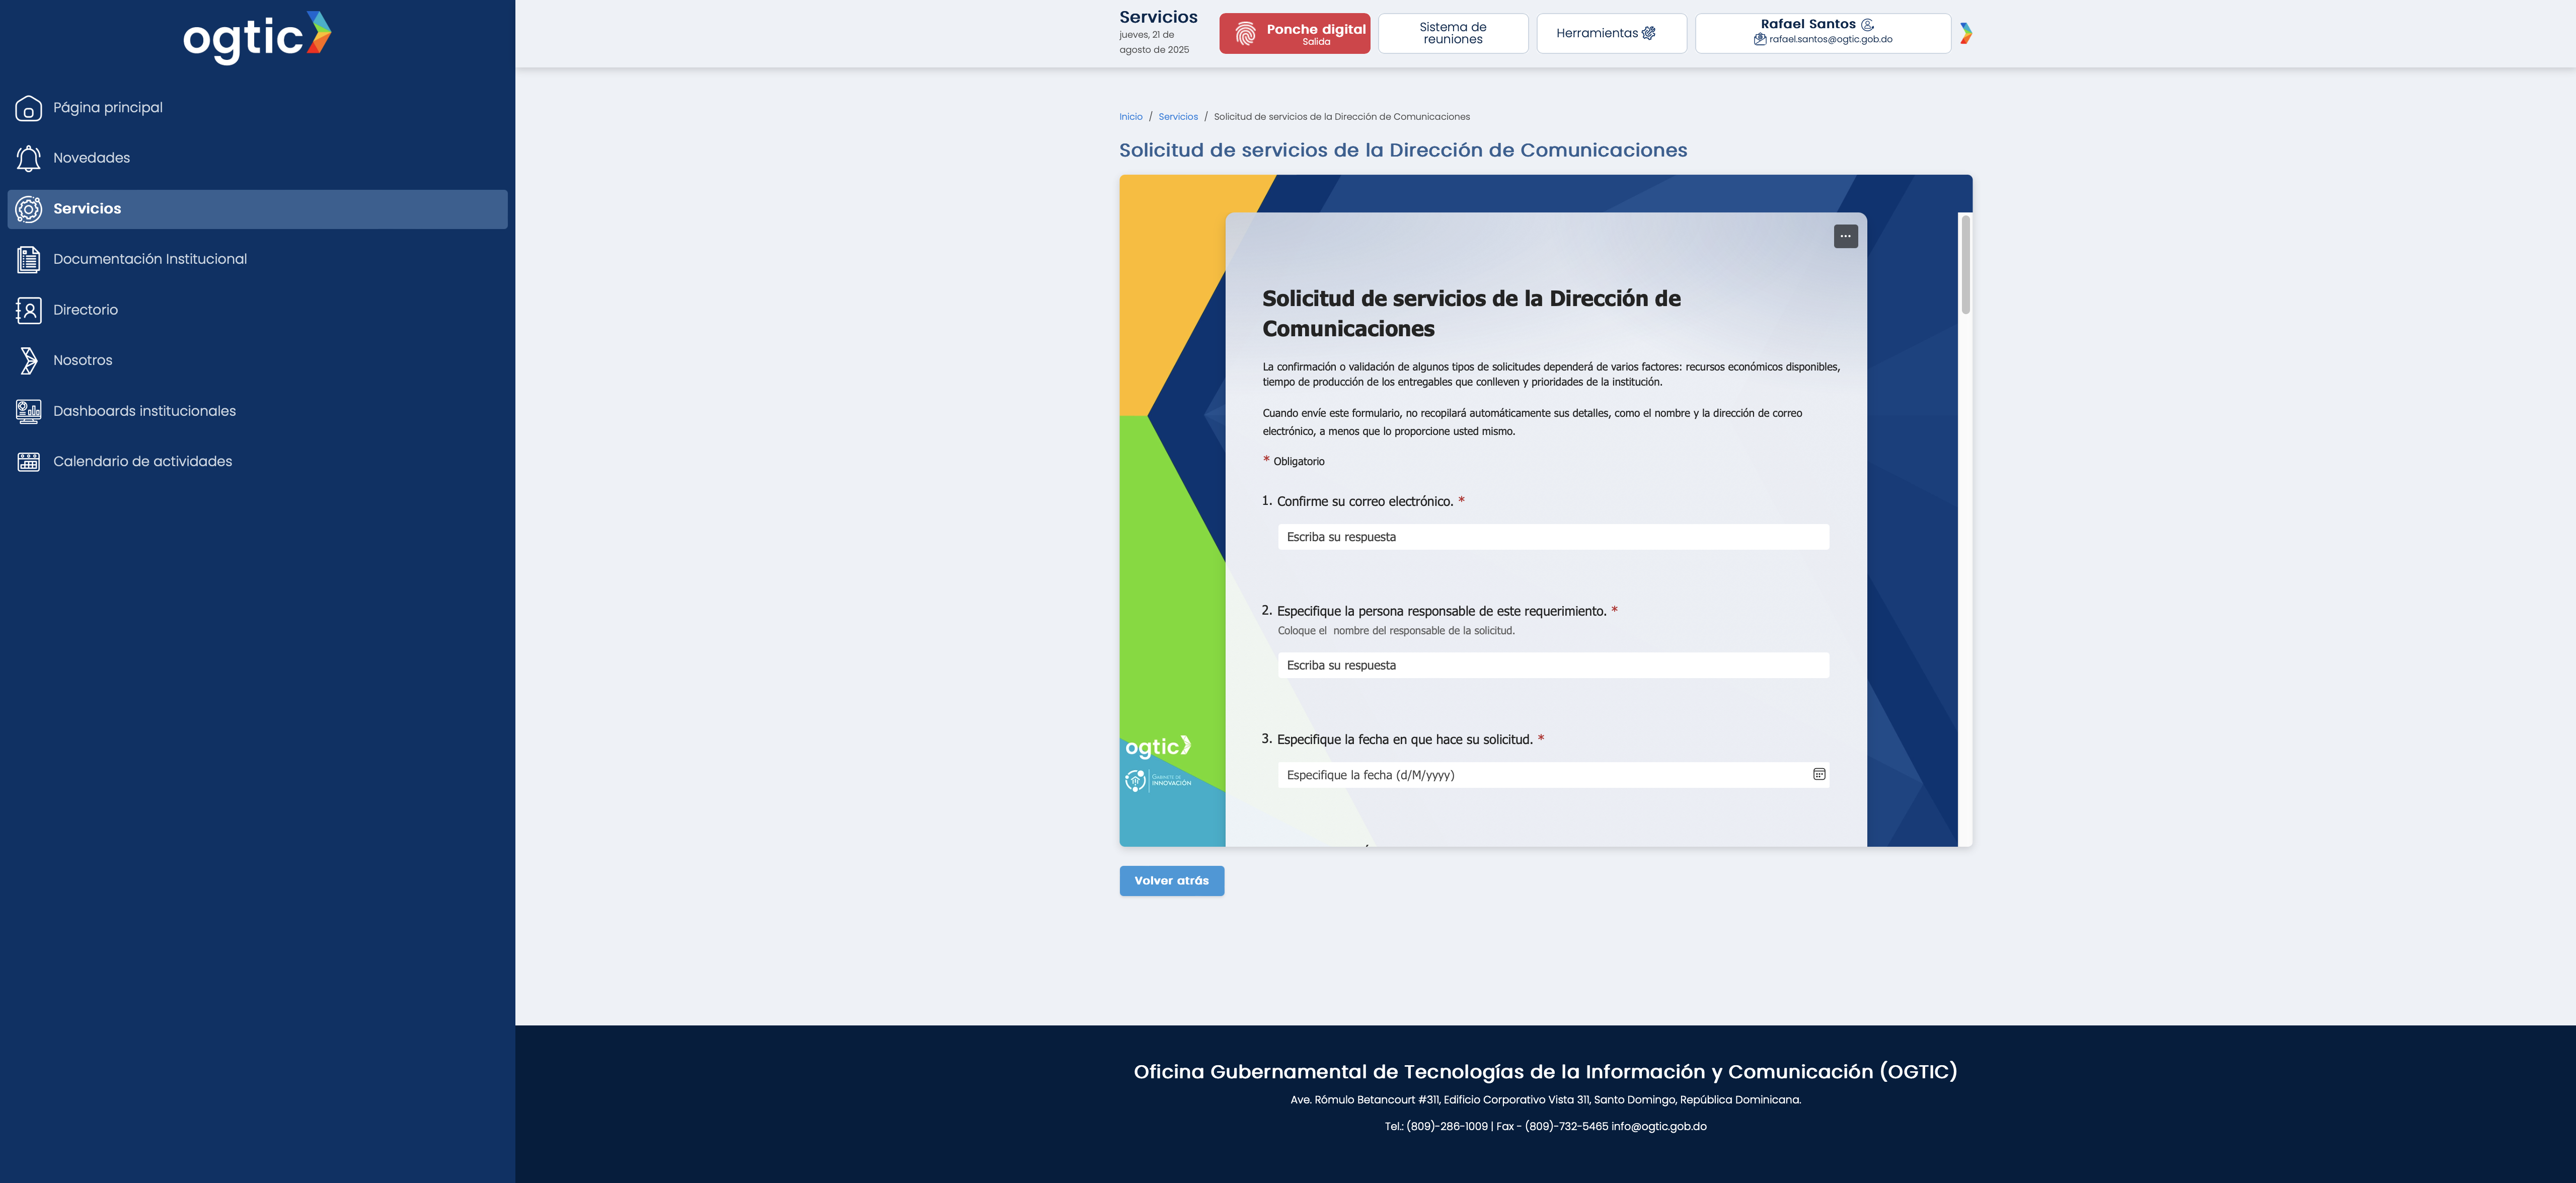 ogtic
Página principal
Novedades
Servicios
Documentación Institucional
Directorio
Nosotros
Dashboards institucionales
Calendario de actividades
Servicios
jueves, 21 de
agosto de 2025
Ponche digital
Salida
Sistema de
reuniones
Herramientas
Rafael Santos
rafael.santos@ogtic.gob.do
Inicio / Servicios / Solicitud de servicios de la Dirección de Comunicaciones
Solicitud de servicios de la Dirección de Comunicaciones
Solicitud de servicios de la Dirección de
Comunicaciones
La confirmación o validación de algunos tipos de solicitudes dependerá de varios factores: recursos económicos disponibles,
tiempo de producción de los entregables que conlleven y prioridades de la institución.
Cuando envíe este formulario, no recopilará automáticamente sus detalles, como el nombre y la dirección de correo
electrónico, a menos que lo proporcione usted mismo.
* Obligatorio
1. Confirme su correo electrónico. *
Escriba su respuesta
2. Especifique la persona responsable de este requerimiento. *
Coloque el  nombre del responsable de la solicitud.
Escriba su respuesta
3. Especifique la fecha en que hace su solicitud. *
Especifique la fecha (d/M/yyyy)
ogtic
GABINETE DE
INNOVACIÓN
Volver atrás
Oficina Gubernamental de Tecnologías de la Información y Comunicación (OGTIC)
Ave. Rómulo Betancourt #311, Edificio Corporativo Vista 311, Santo Domingo, República Dominicana.
Tel.: (809)-286-1009 | Fax - (809)-732-5465 info@ogtic.gob.do